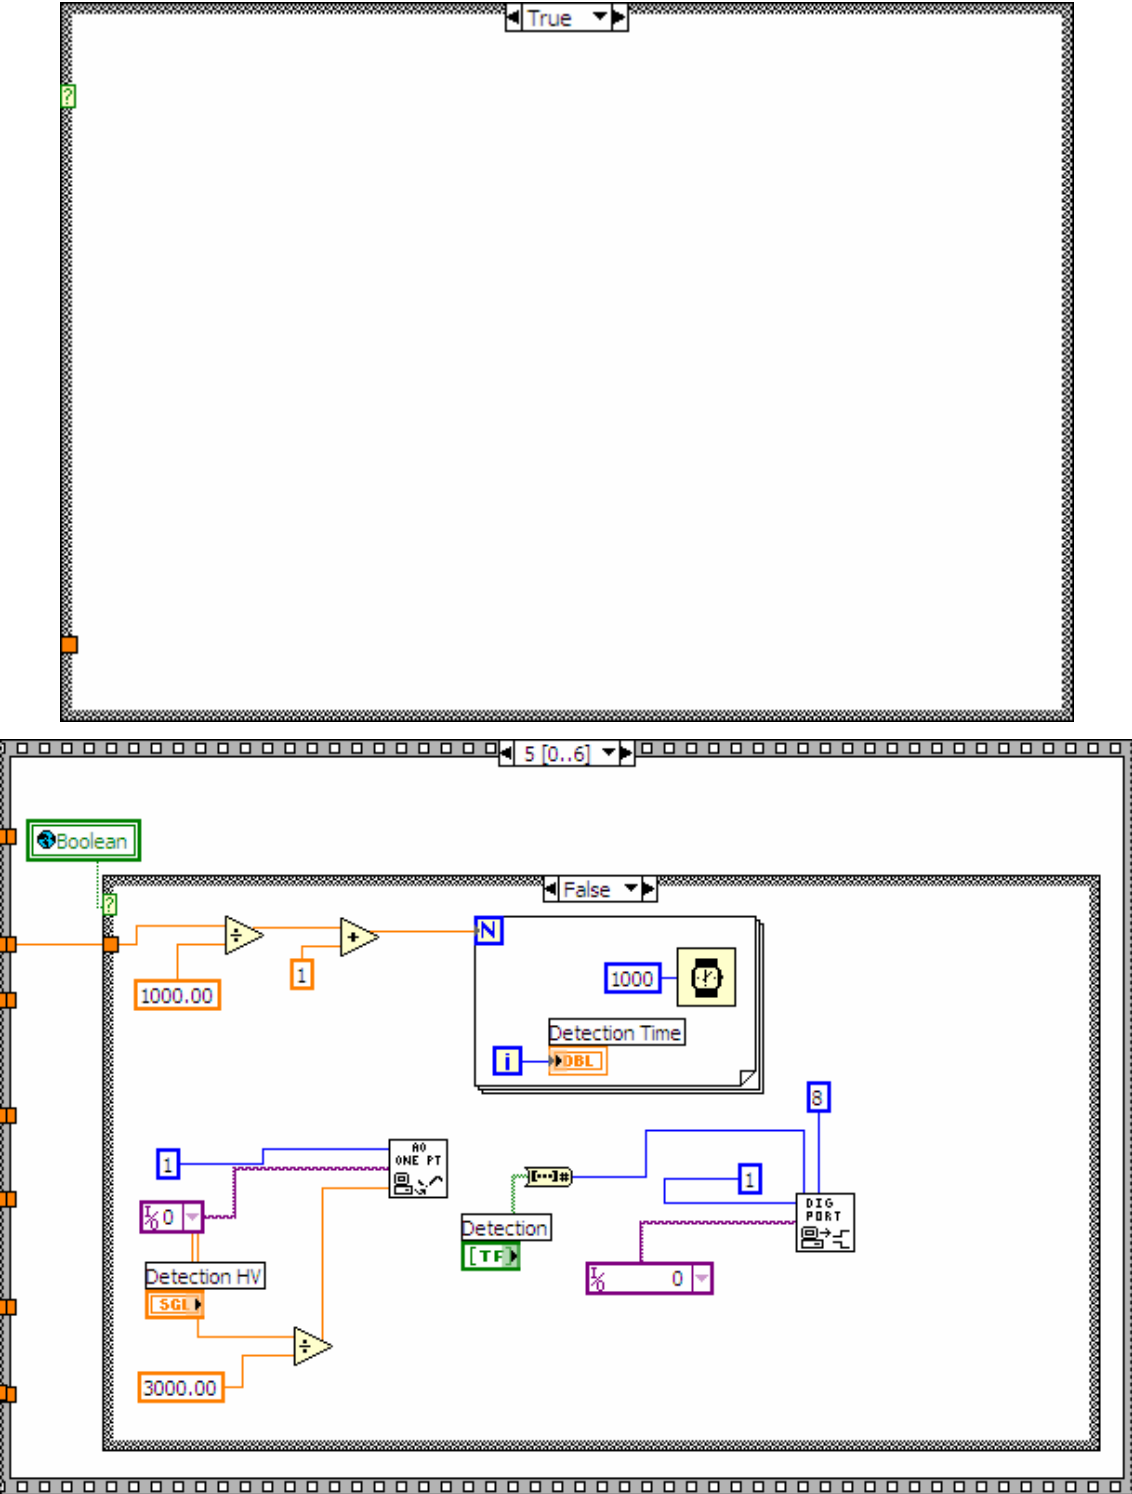 True
?
5 [0..6]
Boolean
False
?
÷
+
N
1000.00
1
1000
Detection Time
i
DBL
8
1
AO
ONE PT
[...]#
1
DIG
PORT
I/O 0
Detection
[TF]
I/O 0
Detection HV
SGL
÷
3000.00